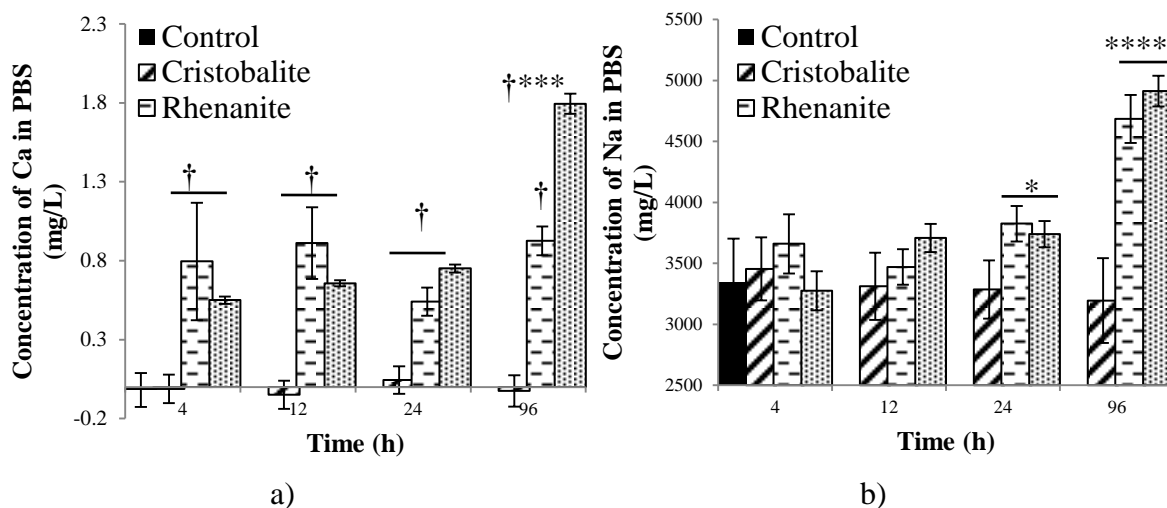 Concentration of Ca in PBS
(mg/L)
2.3
1.8
1.3
0.8
0.3
-0.2
Control
Cristobalite
Rhenanite
†
†
†
†***
†
4
12
24
96
Time (h)
a)
Concentration of Na in PBS
(mg/L)
5500
5000
4500
4000
3500
3000
2500
Control
Cristobalite
Rhenanite
*
****
4
12
24
96
Time (h)
b)